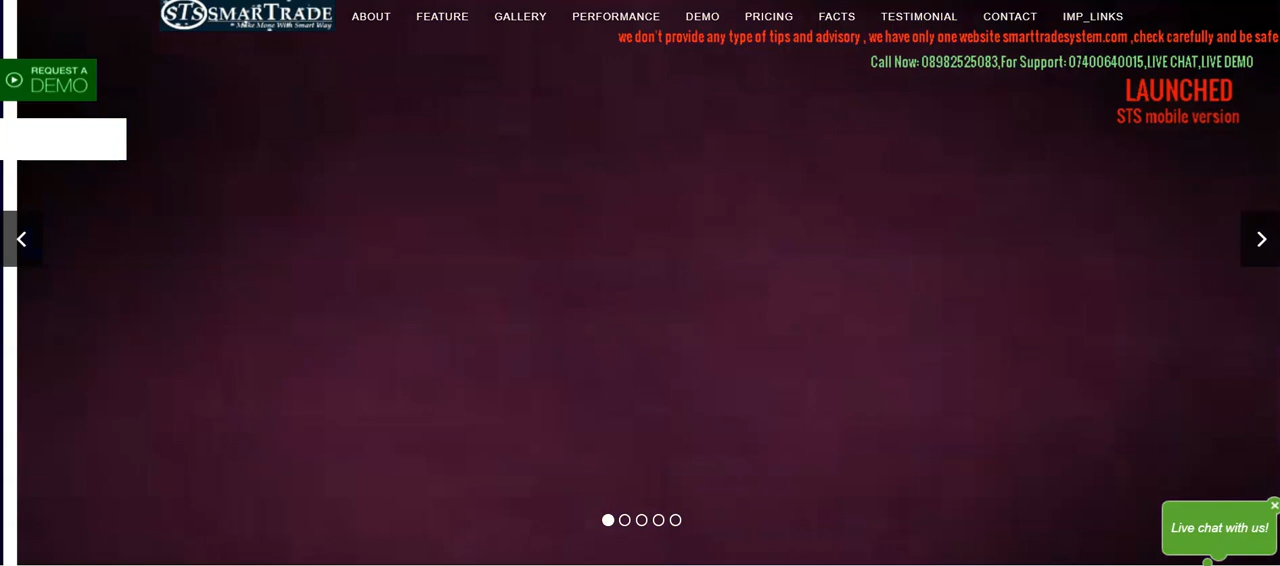 STS SMARTRADE
* Make Mone With Smart Way
ABOUT FEATURE GALLERY PERFORMANCE DEMO PRICING FACTS TESTIMONIAL CONTACT IMP_LINKS
we don't provide any type of tips and advisory , we have only one website smarttradesystem.com ,check carefully and be safe
Call Now: 08982525083,For Support: 07400640015,LIVE CHAT,LIVE DEMO
REQUEST A
DEMO
LAUNCHED
STS mobile version
Live chat with us!